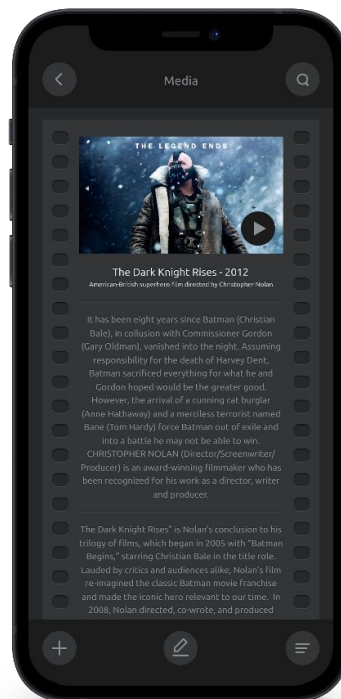 Media
THE LEGEND ENDS
The Dark Knight Rises - 2012
American-British superhero film directed by Christopher Nolan
It has been eight years since Batman (Christian
Bale), in collusion with Commissioner Gordon
(Gary Oldman), vanished into the night. Assuming
responsibility for the death of Harvey Dent,
Batman sacrificed everything for what he and
Gordon hoped would be the greater good.
However, the arrival of a cunning cat burglar
(Anne Hathaway) and a merciless terrorist named
Bane (Tom Hardy) force Batman out of exile and
into a battle he may not be able to win.
CHRISTOPHER NOLAN (Director/Screenwriter/
Producer) is an award-winning filmmaker who has
been recognized for his work as a director, writer
and producer.
The Dark Knight Rises" is Nolan's conclusion to his
trilogy of films, which began in 2005 with "Batman
Begins," starring Christian Bale in the title role.
Lauded by critics and audiences alike, Nolan's film
re-imagined the classic Batman movie franchise
and made the iconic hero relevant to our time. In
2008, Nolan directed, co-wrote, and produced